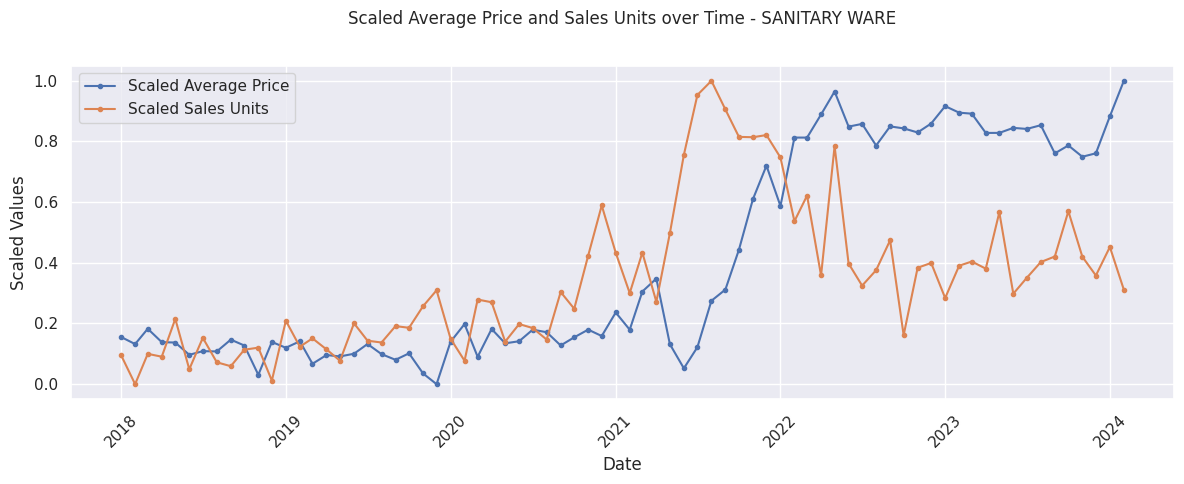 Scaled Average Price and Sales Units over Time - SANITARY WARE
Scaled Average Price
Scaled Sales Units
Scaled Values
1.0
0.8
0.6
0.4
0.2
0.0
2018
2019
2020
2021
2022
2023
2024
Date